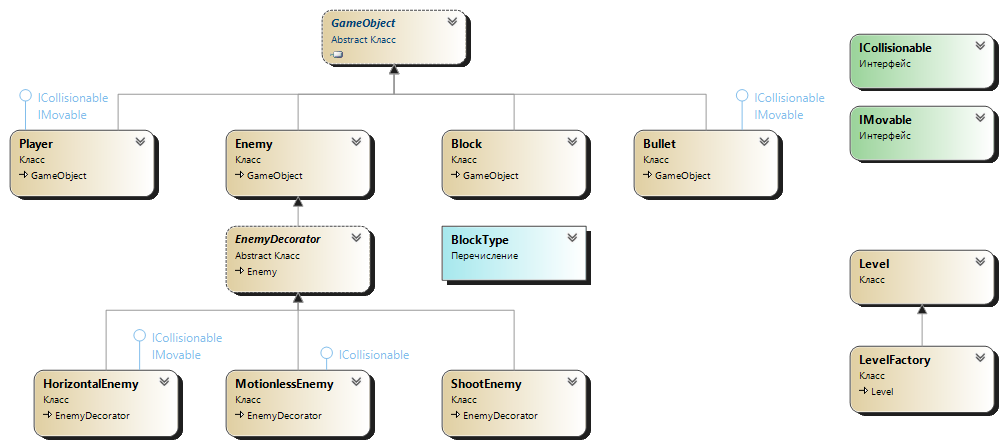 GameObject
Abstract Класс
ICollisionable
Интерфейс
IMovable
Интерфейс
ICollisionable
IMovable
ICollisionable
IMovable
Player
Класс
GameObject
Enemy
Класс
GameObject
Block
Класс
GameObject
Bullet
Класс
GameObject
EnemyDecorator
Abstract Класс
Enemy
BlockType
Перечисление
Level
Класс
ICollisionable
IMovable
ICollisionable
HorizontalEnemy
Класс
EnemyDecorator
MotionlessEnemy
Класс
EnemyDecorator
ShootEnemy
Класс
EnemyDecorator
LevelFactory
Класс
Level